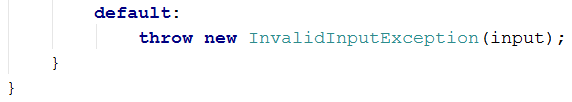 default:
throw new InvalidInputException(input);
}
}